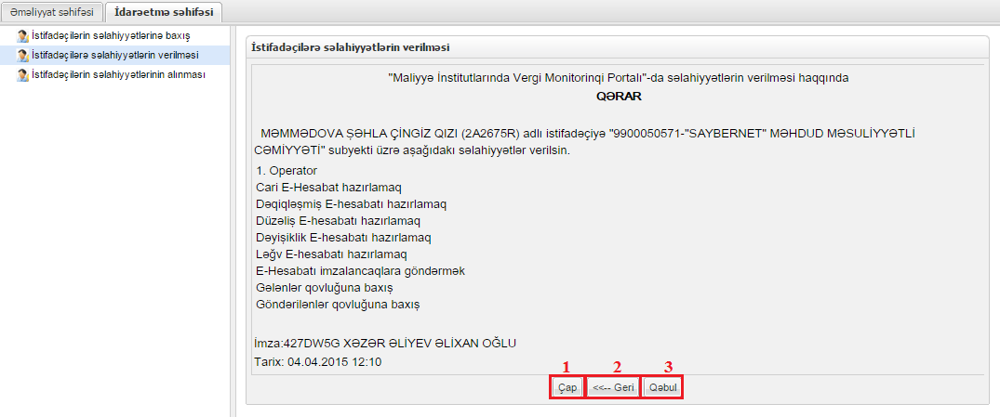 Əməliyyat səhifəsi
İdarəetmə səhifəsi
İstifadəçilərin səlahiyyətlərinə baxış
İstifadəçilərə səlahiyyətlərin verilməsi
İstifadəçilərin səlahiyyətlərinin alınması
İstifadəçilərə səlahiyyətlərin verilməsi
"Maliyyə İnstitutlarında Vergi Monitorinqi Portalı"-da səlahiyyətlərin verilməsi haqqında
QƏRAR
MƏMMƏDOVA ŞƏHLA ÇİNGİZ QIZI (2A2675R) adlı istifadəçiyə "9900050571-"SAYBERNET" MƏHDUD MƏSULİYYƏTLİ
CƏMİYYƏTİ" subyekti üzrə aşağıdakı səlahiyyətlər verilsin.
1. Operator
Cari E-Hesabat hazırlamaq
Dəqiqləşmiş E-hesabatı hazırlamaq
Düzəliş E-hesabatı hazırlamaq
Dəyişiklik E-hesabatı hazırlamaq
Ləğv E-hesabatı hazırlamaq
E-Hesabatı imzalancaqlara göndərmək
Gələnlər qovluğuna baxış
Göndərilənlər qovluğuna baxış
İmza:427DW5G XƏZƏR ƏLİYEV ƏLİXAN OĞLU
Tarix: 04.04.2015 12:10
1 2 3
Çap <<-- Geri Qəbul